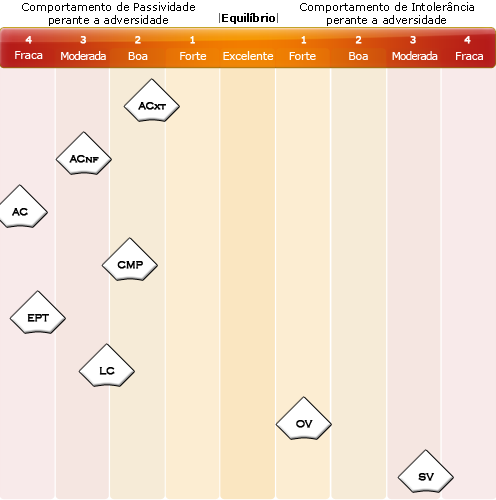 Comportamento de Passividade
perante a adversidade
|Equilíbrio|
Comportamento de Intolerância
perante a adversidade
4 3 2 1 1 2 3 4
Fraca Moderada Boa Forte Excelente Forte Boa Moderada Fraca
ACXT
ACNF
AC
CMP
EPT
LC
OV
SV